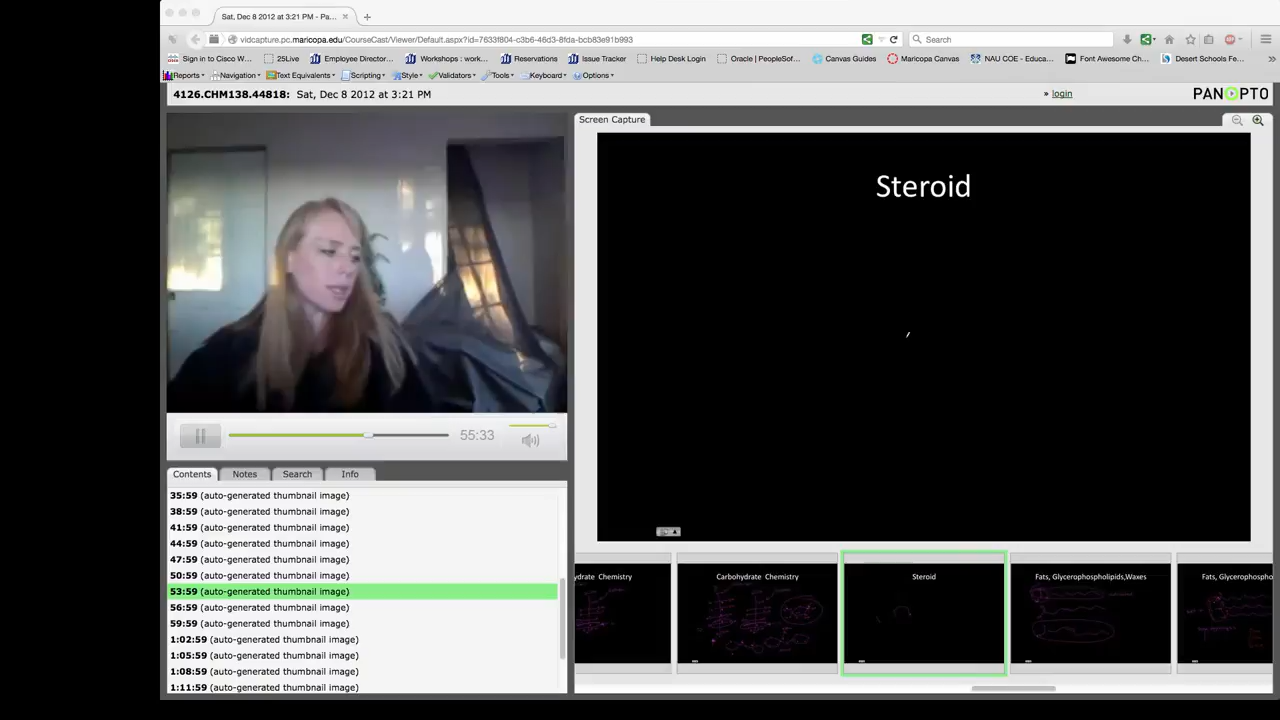 Sat, Dec 8 2012 at 3:21 PM - Pa...
vidcapture.pc.maricopa.edu/CourseCast/Viewer/Default.aspx?id=7633f804-c3b6-46d3-8fda-bcb83e91b993
Search
Sign in to Cisco W...
25Live
Employee Director...
Workshops : work...
Reservations
Issue Tracker
Help Desk Login
Oracle | PeopleSof...
Canvas Guides
Maricopa Canvas
NAU COE - Educa...
Font Awesome Ch...
Desert Schools Fe...
Reports
Navigation
Text Equivalents
Scripting
Style
Validators
Tools
Keyboard
Options
4126.CHM138.44818: Sat, Dec 8 2012 at 3:21 PM
» login
PANOPTO
Screen Capture
Steroid
55:33
Contents
Notes
Search
Info
35:59 (auto-generated thumbnail image)
38:59 (auto-generated thumbnail image)
41:59 (auto-generated thumbnail image)
44:59 (auto-generated thumbnail image)
47:59 (auto-generated thumbnail image)
50:59 (auto-generated thumbnail image)
53:59 (auto-generated thumbnail image)
56:59 (auto-generated thumbnail image)
59:59 (auto-generated thumbnail image)
1:02:59 (auto-generated thumbnail image)
1:05:59 (auto-generated thumbnail image)
1:08:59 (auto-generated thumbnail image)
1:11:59 (auto-generated thumbnail image)
ydrate Chemistry
Carbohydrate Chemistry
Steroid
Fats, Glycerophospholipids,Waxes
Fats, Glycerophospho